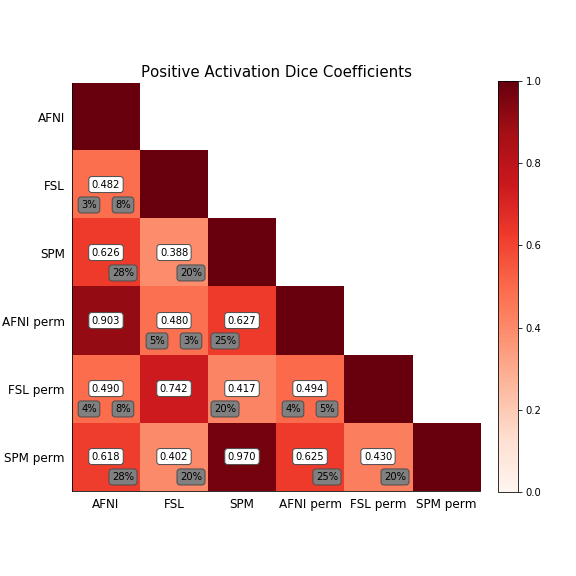 Positive Activation Dice Coefficients
1.0
AFNI
0.8
FSL
0.482
3% 8%
SPM
0.626 0.388
28% 20%
0.6
AFNI perm
0.903 0.480 0.627
5% 3% 25%
0.4
FSL perm
0.490 0.742 0.417 0.494
4% 8% 20% 4% 5%
0.2
SPM perm
0.618 0.402 0.970 0.625 0.430
28% 20% 25% 20%
0.0
AFNI FSL SPM AFNI perm FSL perm SPM perm